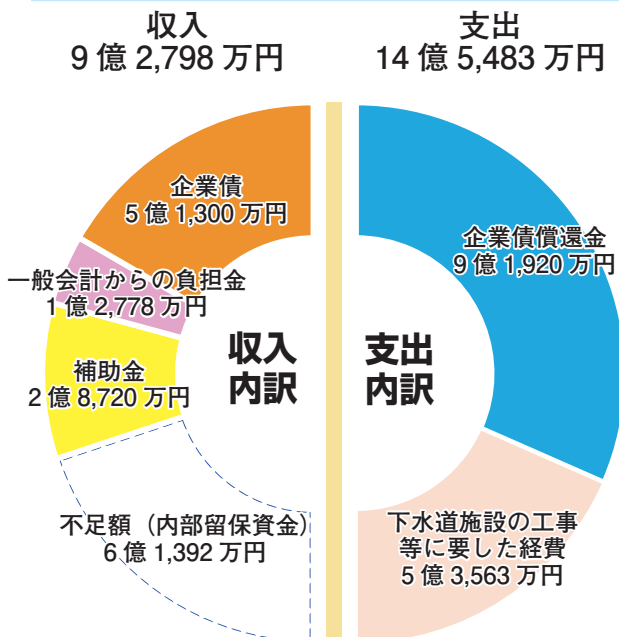 収入
9 億 2,798 万円
支出
14 億 5,483 万円
企業債
5 億 1,300 万円
一般会計からの負担金
1 億 2,778 万円
補助金
2 億 8,720 万円
不足額（内部留保資金）
6 億 1,392 万円
収入
内訳
支出
内訳
企業債償還金
9 億 1,920 万円
下水道施設の工事
等に要した経費
5 億 3,563 万円